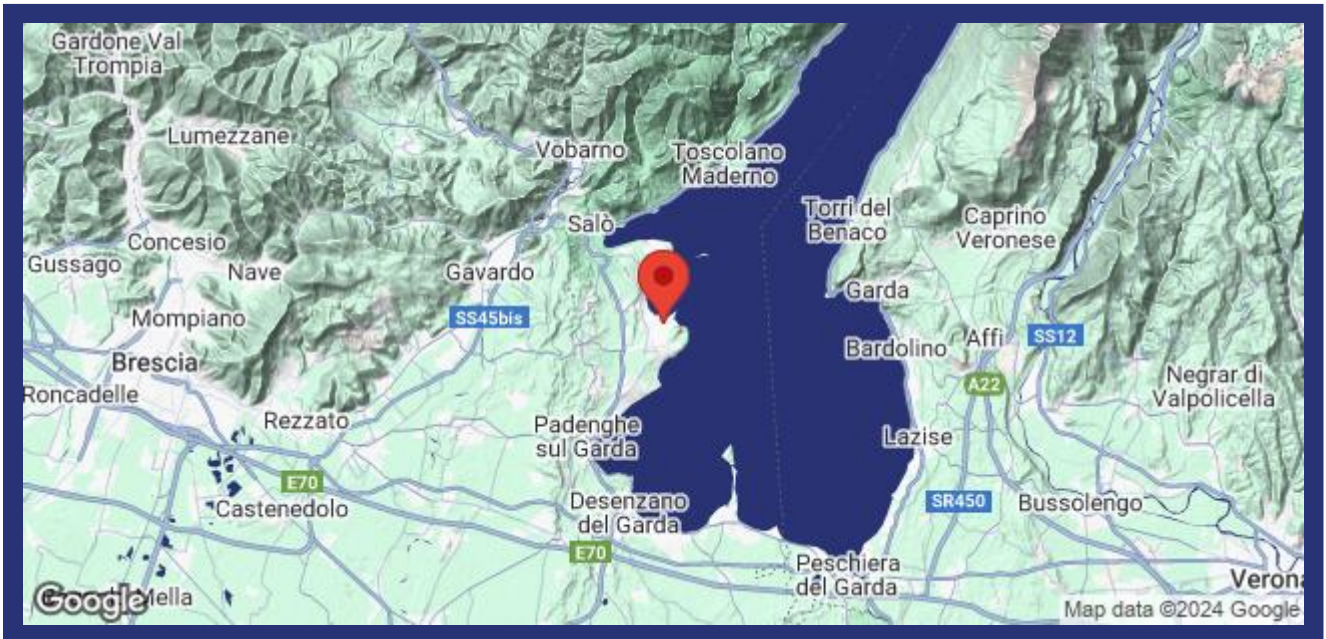 Gardone Val
Trompia
Lumezzane
Vobarno
Toscolano
Maderno
Salò
Torri del
Benaco
Caprino
Veronese
Concesio
Gussago
Nave
Gavardo
Garda
Mompiano
SS45bis
Bardolino
Affi
SS12
Brescia
A22
Negrar di
Valpolicella
Roncadelle
Rezzato
Padenghe
sul Garda
Lazise
E70
Castenedolo
Desenzano
del Garda
SR450
Bussolengo
E70
Peschiera
del Garda
Verona
Google
Mella
Map data ©2024 Google